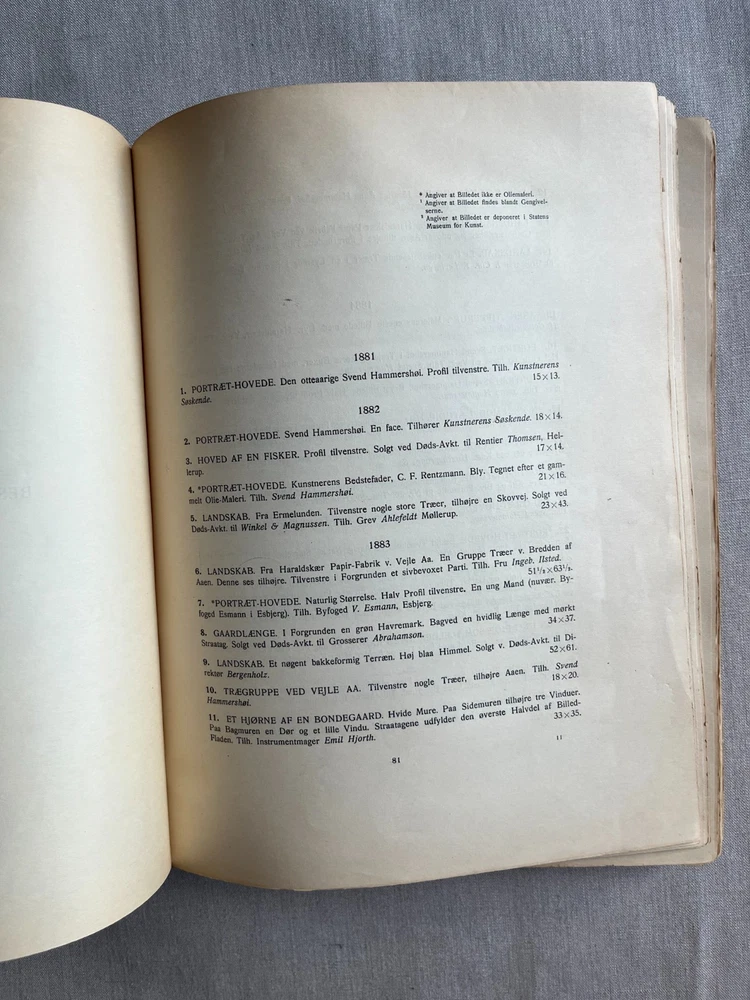 * Angiver at Billedet ikke er Oliemaleri.
¹ Angiver at Billedet findes blandt Gengivel-
serne.
² Angiver at Billedet er deponeret i Statens
Museum for Kunst.
1881
1. PORTRÆT-HOVEDE. Den otteaarige Svend Hammershøi. Profil tilvenstre. Tilh. Kunstnerens
Søskende. 15×13.
1882
2. PORTRÆT-HOVEDE. Svend Hammershøi. En face. Tilhører Kunstnerens Søskende. 18×14.
3. HOVED AF EN FISKER. Profil tilvenstre. Solgt ved Døds-Avkt. til Rentier Thomsen, Hel-
lerup. 17×14.
4. *PORTRÆT-HOVEDE. Kunstnerens Bedstefader, C. F. Rentzmann. Bly. Tegnet efter et gam-
melt Olie-Maleri. Tilh. Svend Hammershøi. 21×16.
5. LANDSKAB. Fra Ermelunden. Tilvenstre nogle store Træer, tilhøjre en Skovvej. Solgt ved
Døds-Avkt. til Winkel & Magnussen. Tilh. Grev Ahlefeldt Møllerup. 23×43.
1883
6. LANDSKAB. Fra Haraldskær Papir-Fabrik v. Vejle Aa. En Gruppe Træer v. Bredden af
Aaen. Denne ses tilhøjre. Tilvenstre i Forgrunden et sivbevoxet Parti. Tilh. Fru Ingeb. Ilsted.
51¹/₂×63¹/₂.
7. *PORTRÆT-HOVEDE. Naturlig Størrelse. Halv Profil tilvenstre. En ung Mand (nuvær. By-
foged Esmann i Esbjerg). Tilh. Byfoged V. Esmann, Esbjerg.
8. GAARDLÆNGE. I Forgrunden en grøn Havremark. Bagved en hvidlig Længe med mørkt
Straatag. Solgt ved Døds-Avkt. til Grosserer Abrahamson. 34×37.
9. LANDSKAB. Et nøgent bakkeformig Terræn. Høj blaa Himmel. Solgt v. Døds-Avkt. til Di-
rektør Bergenholz. 52×61.
10. TRÆGRUPPE VED VEJLE AA. Tilvenstre nogle Træer, tilhøjre Aaen. Tilh. Svend
Hammershøi. 18×20.
11. ET HJØRNE AF EN BONDEGAARD. Hvide Mure. Paa Sidemuren tilhøjre tre Vinduer.
Paa Bagmuren en Dør og et lille Vindu. Straatagene udfylder den øverste Halvdel af Billed-
Fladen. Tilh. Instrumentmager Emil Hjorth. 33×35.
11
81